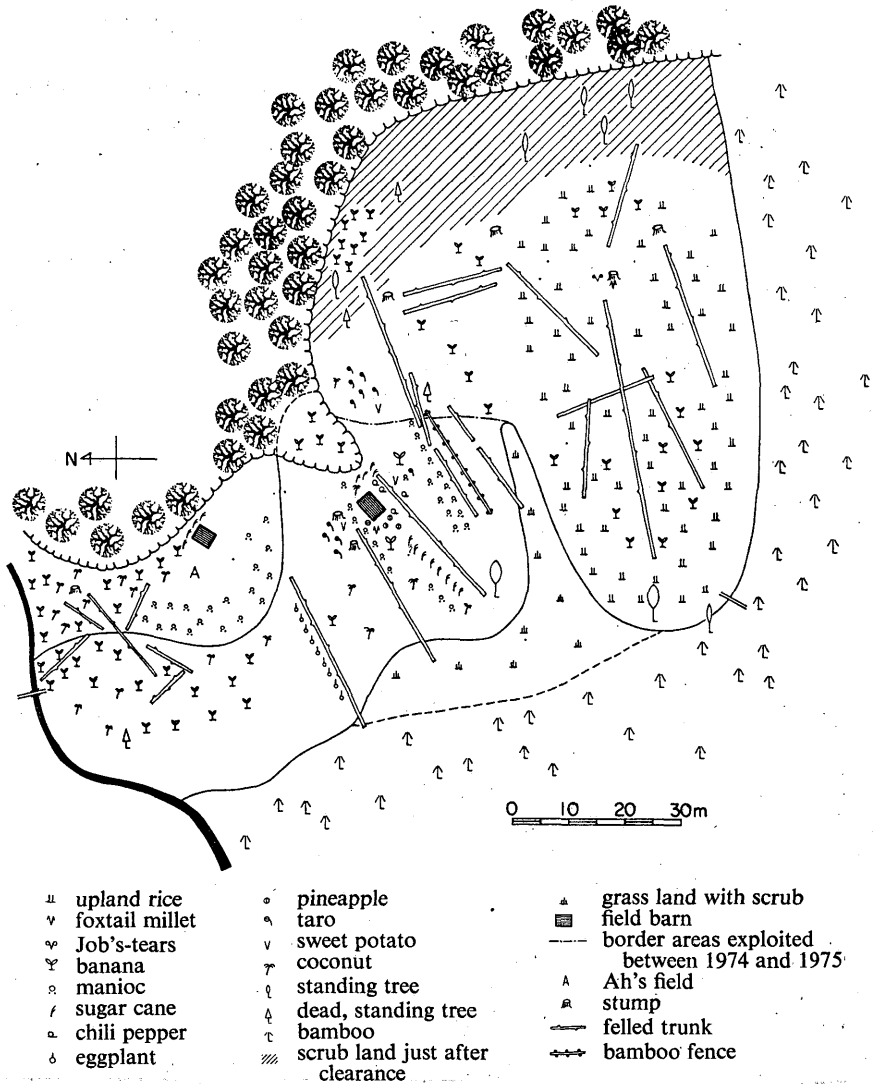 N
A
0 10 20 30m
upland rice
foxtail millet
Job's-tears
banana
manioc
sugar cane
chili pepper
eggplant
pineapple
taro
sweet potato
coconut
standing tree
dead, standing tree
bamboo
scrub land just after
clearance
grass land with scrub
field barn
border areas exploited
between 1974 and 1975
A Ah's field
stump
felled trunk
bamboo fence